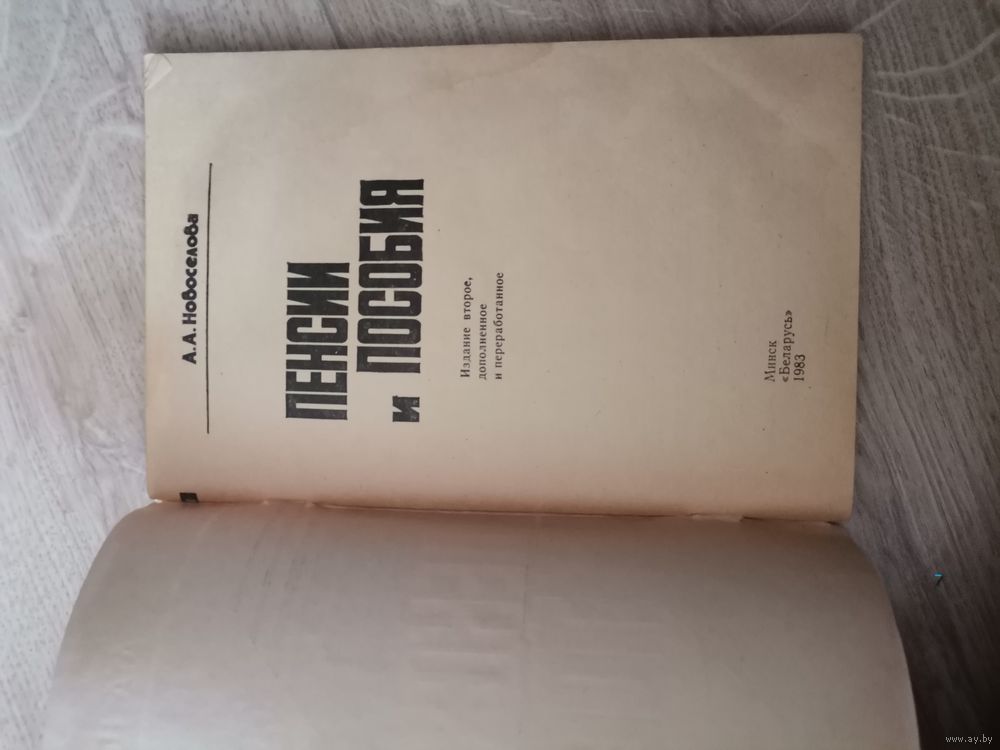 А. А. Новоселова
ПЕНСИИ
И ПОСОБИЯ
Издание второе,
дополненное
и переработанное
Минск
«Беларусь»
1983
www.ay.by